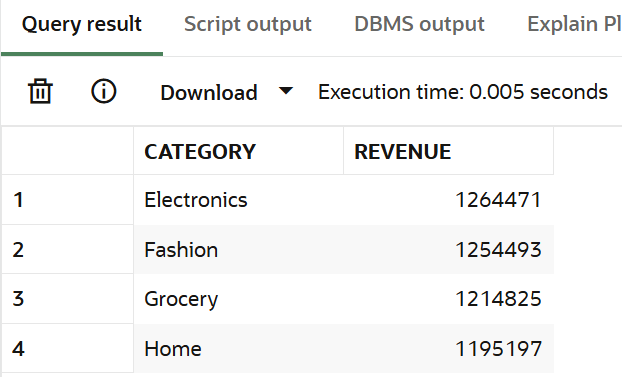 Query result Script output DBMS output Explain Pl
Download Execution time: 0.005 seconds
CATEGORY REVENUE
1 Electronics 1264471
2 Fashion 1254493
3 Grocery 1214825
4 Home 1195197